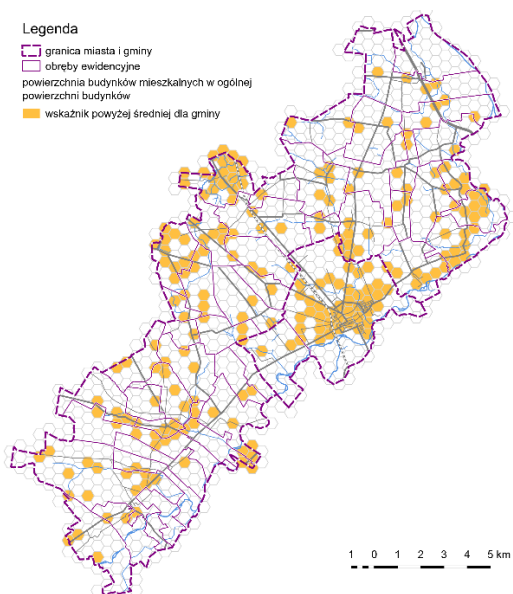 Legenda
granica miasta i gminy
obręby ewidencyjne
powierzchnia budynków mieszkalnych w ogólnej
powierzchni budynków
wskaźnik powyżej średniej dla gminy
1 0 1 2 3 4 5 km